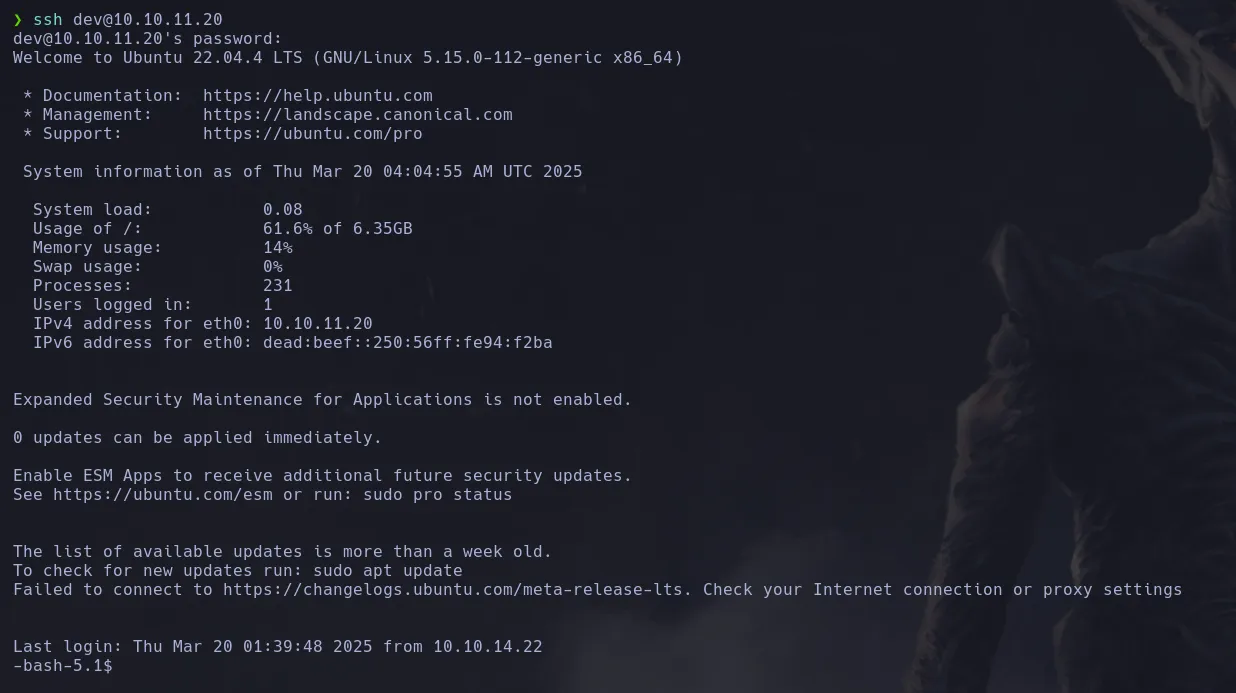 ❯ ssh dev@10.10.11.20
dev@10.10.11.20's password:
Welcome to Ubuntu 22.04.4 LTS (GNU/Linux 5.15.0-112-generic x86_64)
* Documentation:  https://help.ubuntu.com
* Management:     https://landscape.canonical.com
* Support:        https://ubuntu.com/pro
System information as of Thu Mar 20 04:04:55 AM UTC 2025
System load:           0.08
Usage of /:            61.6% of 6.35GB
Memory usage:          14%
Swap usage:            0%
Processes:             231
Users logged in:       1
IPv4 address for eth0: 10.10.11.20
IPv6 address for eth0: dead:beef::250:56ff:fe94:f2ba
Expanded Security Maintenance for Applications is not enabled.
0 updates can be applied immediately.
Enable ESM Apps to receive additional future security updates.
See https://ubuntu.com/esm or run: sudo pro status
The list of available updates is more than a week old.
To check for new updates run: sudo apt update
Failed to connect to https://changelogs.ubuntu.com/meta-release-lts. Check your Internet connection or proxy settings
Last login: Thu Mar 20 01:39:48 2025 from 10.10.14.22
-bash-5.1$